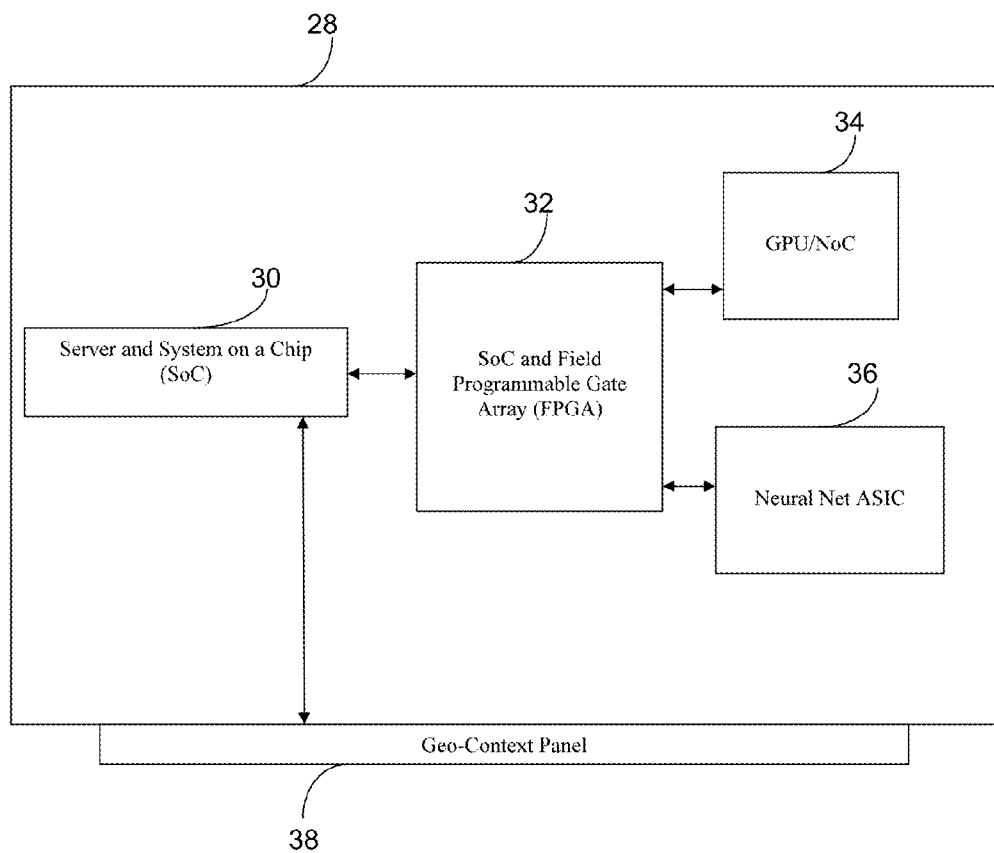 28
34
GPU/NoC
32
30
Server and System on a Chip
(SoC)
SoC and Field
Programmable Gate
Array (FPGA)
36
Neural Net ASIC
Geo-Context Panel
38